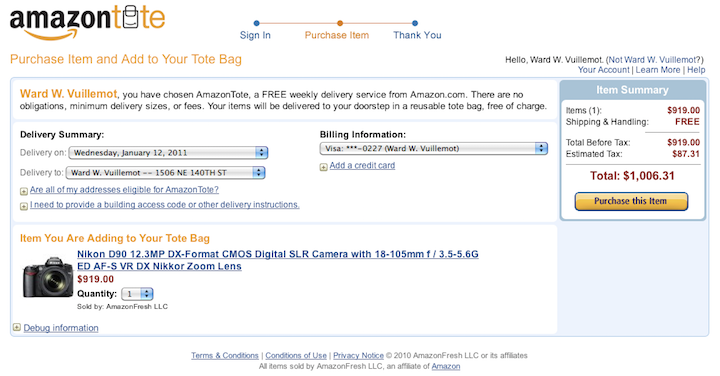 amazontote
Sign In Purchase Item Thank You
Purchase Item and Add to Your Tote Bag
Hello, Ward W. Vuillemot. (Not Ward W. Vuillemot?)
Your Account | Learn More | Help
Ward W. Vuillemot, you have chosen AmazonTote, a FREE weekly delivery service from Amazon.com. There are no
obligations, minimum delivery sizes, or fees. Your items will be delivered to your doorstep in a reusable tote bag, free of charge.
Delivery Summary:
Delivery on: Wednesday, January 12, 2011
Delivery to: Ward W. Vuillemot -- 1506 NE 140TH ST
Are all of my addresses eligible for AmazonTote?
I need to provide a building access code or other delivery instructions.
Billing Information:
Visa: ***-0227 (Ward W. Vuillemot)
Add a credit card
Item Summary
Items (1): $919.00
Shipping & Handling: FREE
Total Before Tax: $919.00
Estimated Tax: $87.31
Total: $1,006.31
Purchase this Item
Item You Are Adding to Your Tote Bag
Nikon D90 12.3MP DX-Format CMOS Digital SLR Camera with 18-105mm f / 3.5-5.6G
ED AF-S VR DX Nikkor Zoom Lens
$919.00
Quantity: 1
Sold by: AmazonFresh LLC
Debug information
Terms & Conditions | Conditions of Use | Privacy Notice © 2010 AmazonFresh LLC or its affiliates
All items sold by AmazonFresh LLC, an affiliate of Amazon